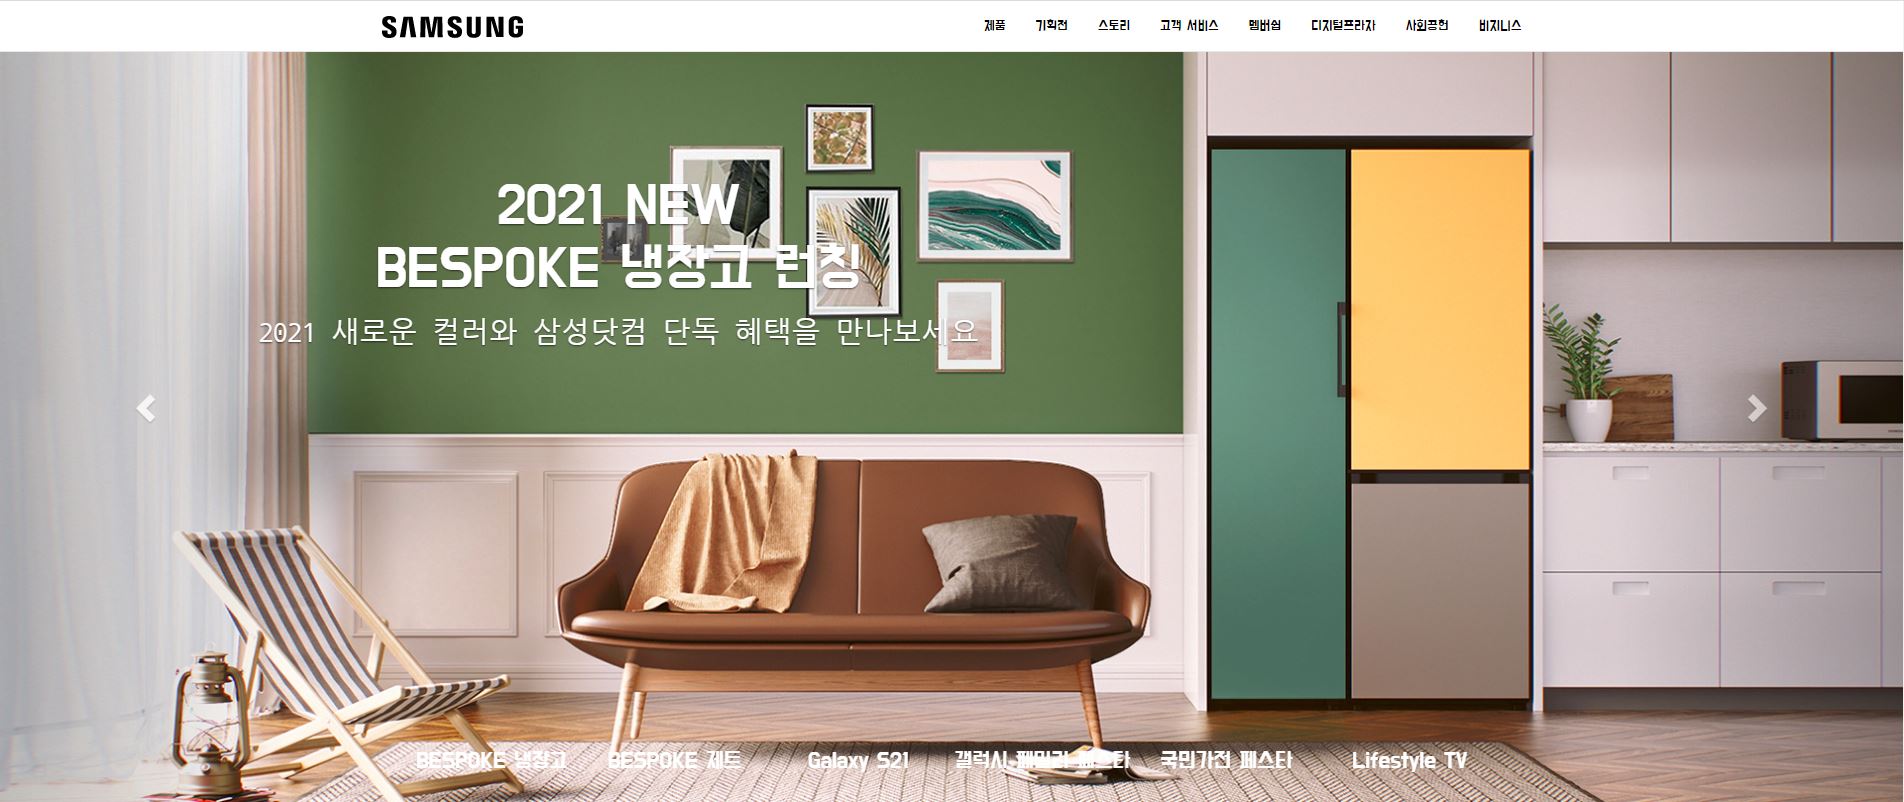 SAMSUNG
제품 기획전 스토리 고객 서비스 멤버쉽 디지털프라자 사회공헌 비지니스
2021 NEW
BESPOKE 냉장고 런칭
2021 새로운 컬러와 삼성닷컴 단독 혜택을 만나보세요
BESPOKE 냉장고 BESPOKE 제트 Galaxy S21 갤럭시 패밀리 페스타 국민가전 페스타 Lifestyle TV